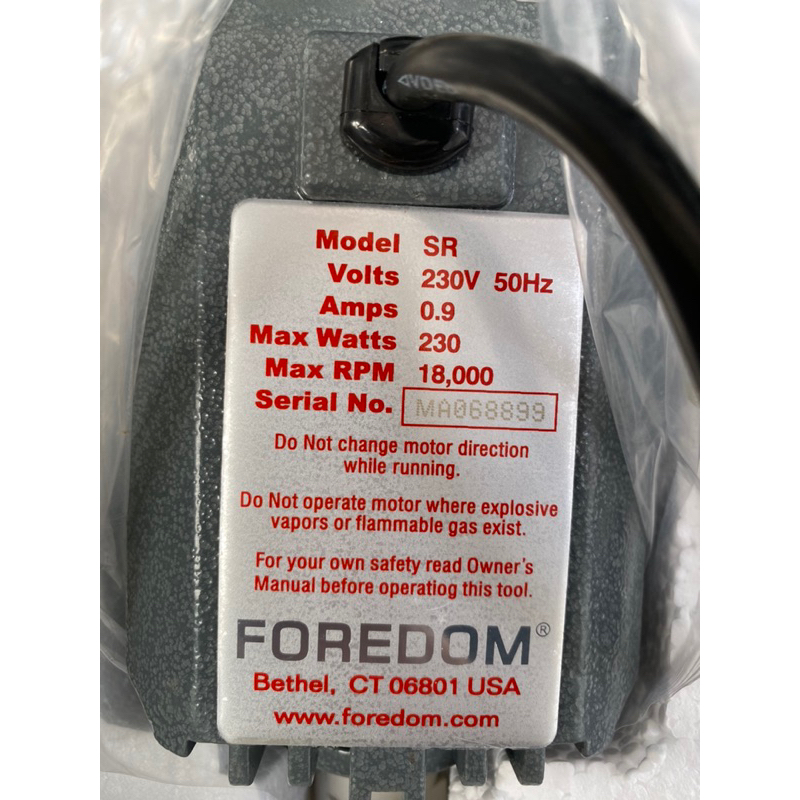 Model SR
Volts 230V 50Hz
Amps 0.9
Max Watts 230
Max RPM 18,000
Serial No. MA068899
Do Not change motor direction
while running.
Do Not operate motor where explosive
vapors or flammable gas exist.
For your own safety read Owner's
Manual before operatiog this tool.
FOREDOM®
Bethel, CT 06801 USA
www.foredom.com